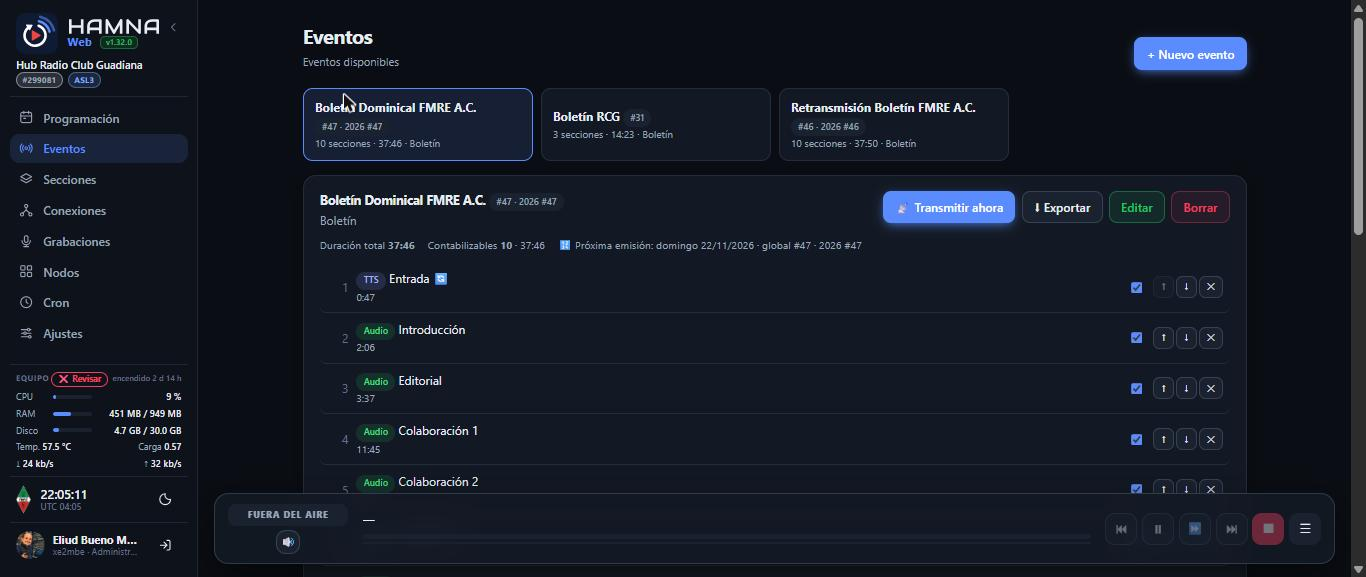 HAMNA
Web v1.32.0
Hub Radio Club Guadiana
#299081 ASL3
Programación
Eventos
Secciones
Conexiones
Grabaciones
Nodos
Cron
Ajustes
EQUIPO Revisar encendido 2 d 14 h
CPU 9 %
RAM 451 MB / 949 MB
Disco 4.7 GB / 30.0 GB
Temp. 57.5 °C Carga 0.57
↓ 24 kb/s ↑ 32 kb/s
22:05:11
UTC 04:05
Eliud Bueno M...
xe2mbe · Administr...
Eventos
Eventos disponibles
+ Nuevo evento
Boletín Dominical FMRE A.C.
#47 · 2026 #47
10 secciones · 37:46 · Boletín
Boletín RCG #31
3 secciones · 14:23 · Boletín
Retransmisión Boletín FMRE A.C.
#46 · 2026 #46
10 secciones · 37:50 · Boletín
Boletín Dominical FMRE A.C. #47 · 2026 #47
Boletín
Transmitir ahora
⬇ Exportar
Editar
Borrar
Duración total 37:46 Contabilizables 10 · 37:46 Próxima emisión: domingo 22/11/2026 · global #47 · 2026 #47
1 TTS Entrada
0:47
2 Audio Introducción
2:06
3 Audio Editorial
3:37
4 Audio Colaboración 1
11:45
5 Audio Colaboración 2
FUERA DEL AIRE
—